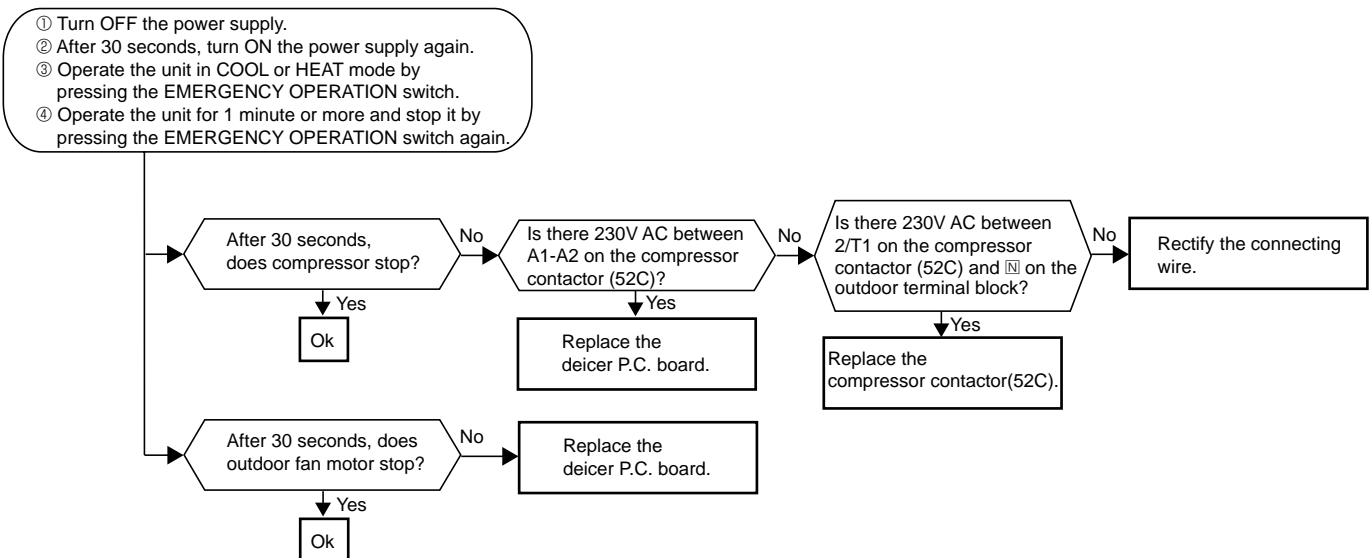 ① Turn OFF the power supply.
② After 30 seconds, turn ON the power supply again.
③ Operate the unit in COOL or HEAT mode by
pressing the EMERGENCY OPERATION switch.
④ Operate the unit for 1 minute or more and stop it by
pressing the EMERGENCY OPERATION switch again.
After 30 seconds,
does compressor stop?
No
Yes
Ok
Is there 230V AC between
A1-A2 on the compressor
contactor (52C)?
No
Yes
Replace the
deicer P.C. board.
Is there 230V AC between
2/T1 on the compressor
contactor (52C) and 🄽 on the
outdoor terminal block?
No
Yes
Replace the
compressor contactor(52C).
Rectify the connecting
wire.
After 30 seconds, does
outdoor fan motor stop?
No
Yes
Ok
Replace the
deicer P.C. board.